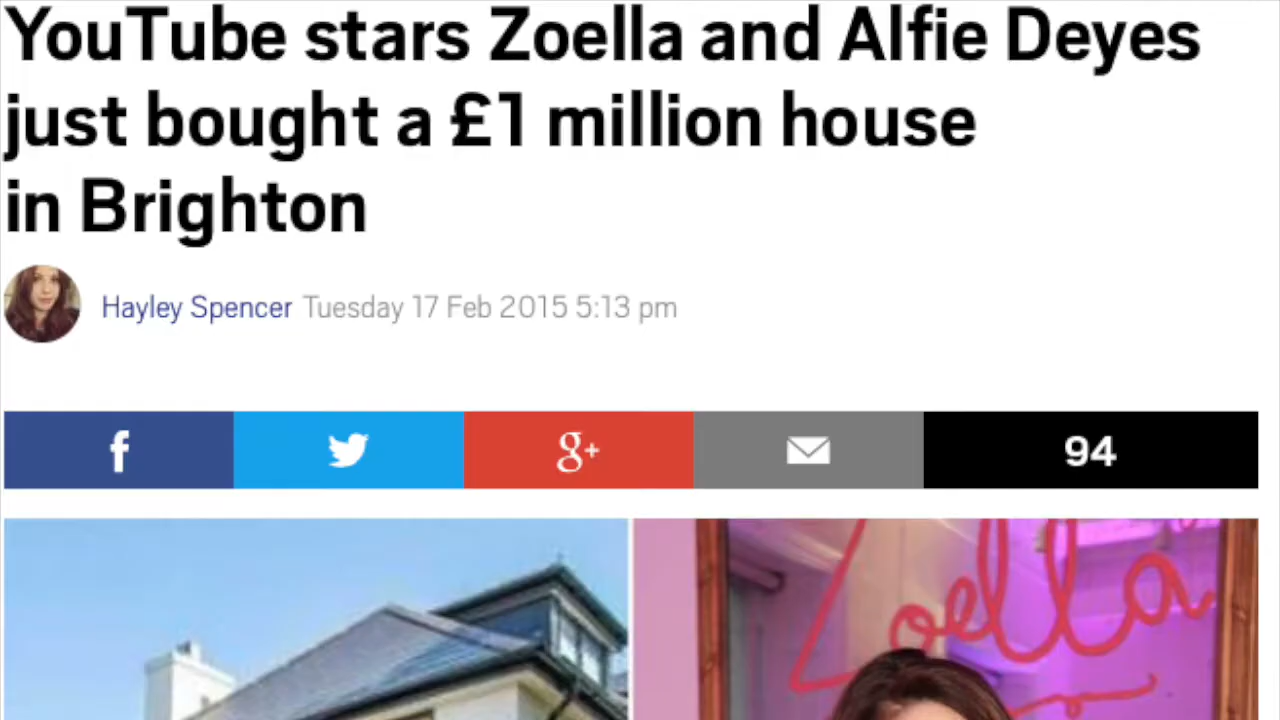 YouTube stars Zoella and Alfie Deyes
just bought a £1 million house
in Brighton
Hayley Spencer Tuesday 17 Feb 2015 5:13 pm
f g+ 94
Zoella